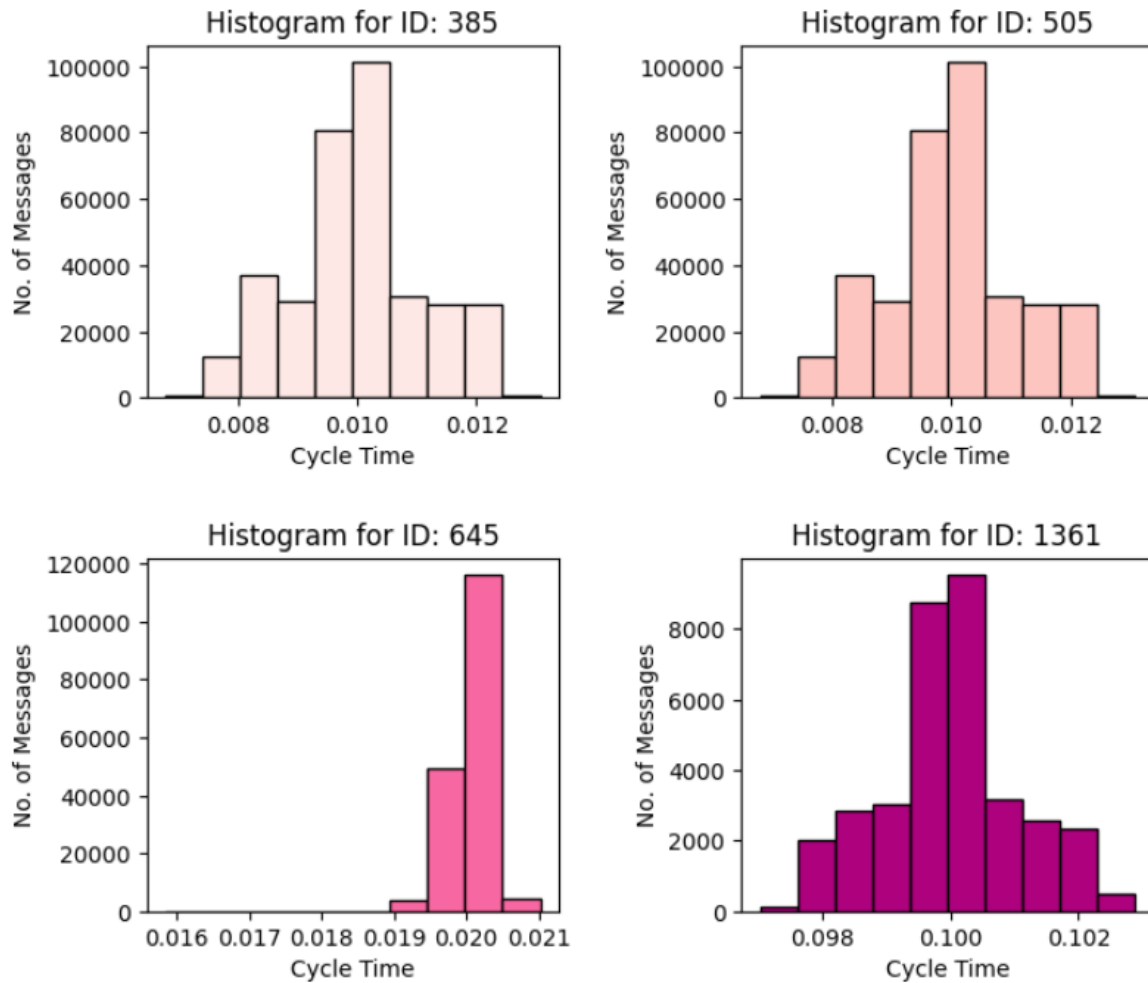 Histogram for ID: 385
100000
80000
60000
40000
20000
0
No. of Messages
0.008 0.010 0.012
Cycle Time
Histogram for ID: 505
100000
80000
60000
40000
20000
0
No. of Messages
0.008 0.010 0.012
Cycle Time
Histogram for ID: 645
120000
100000
80000
60000
40000
20000
0
No. of Messages
0.016 0.017 0.018 0.019 0.020 0.021
Cycle Time
Histogram for ID: 1361
8000
6000
4000
2000
0
No. of Messages
0.098 0.100 0.102
Cycle Time